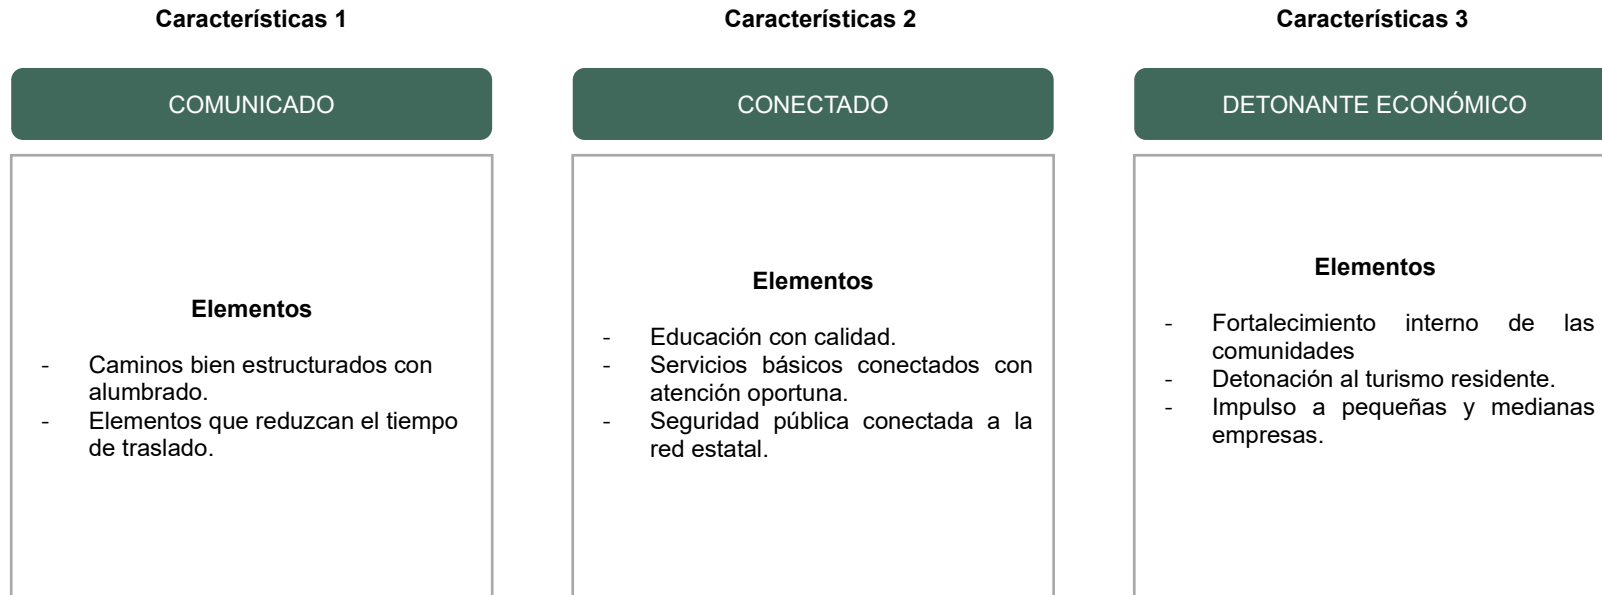 Características 1
COMUNICADO
Elementos
- Caminos bien estructurados con
alumbrado.
- Elementos que reduzcan el tiempo
de traslado.
Características 2
CONECTADO
Elementos
- Educación con calidad.
- Servicios básicos conectados con
atención oportuna.
- Seguridad pública conectada a la
red estatal.
Características 3
DETONANTE ECONÓMICO
Elementos
- Fortalecimiento interno de las
comunidades
- Detonación al turismo residente.
- Impulso a pequeñas y medianas
empresas.